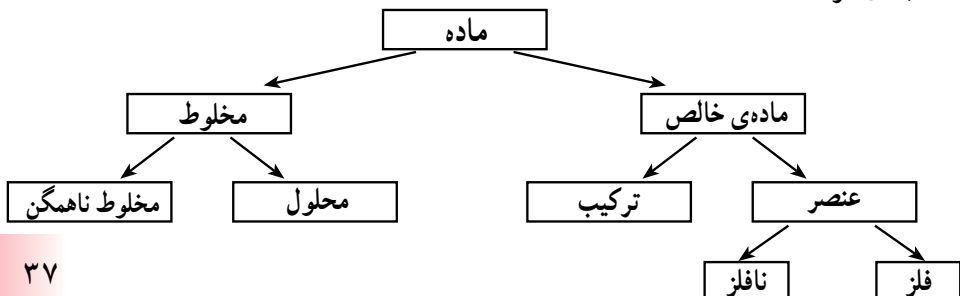 ماده
ماده‌ی خالص
مخلوط
عنصر
ترکیب
محلول
مخلوط ناهمگن
فلز
نافلز
۳۷